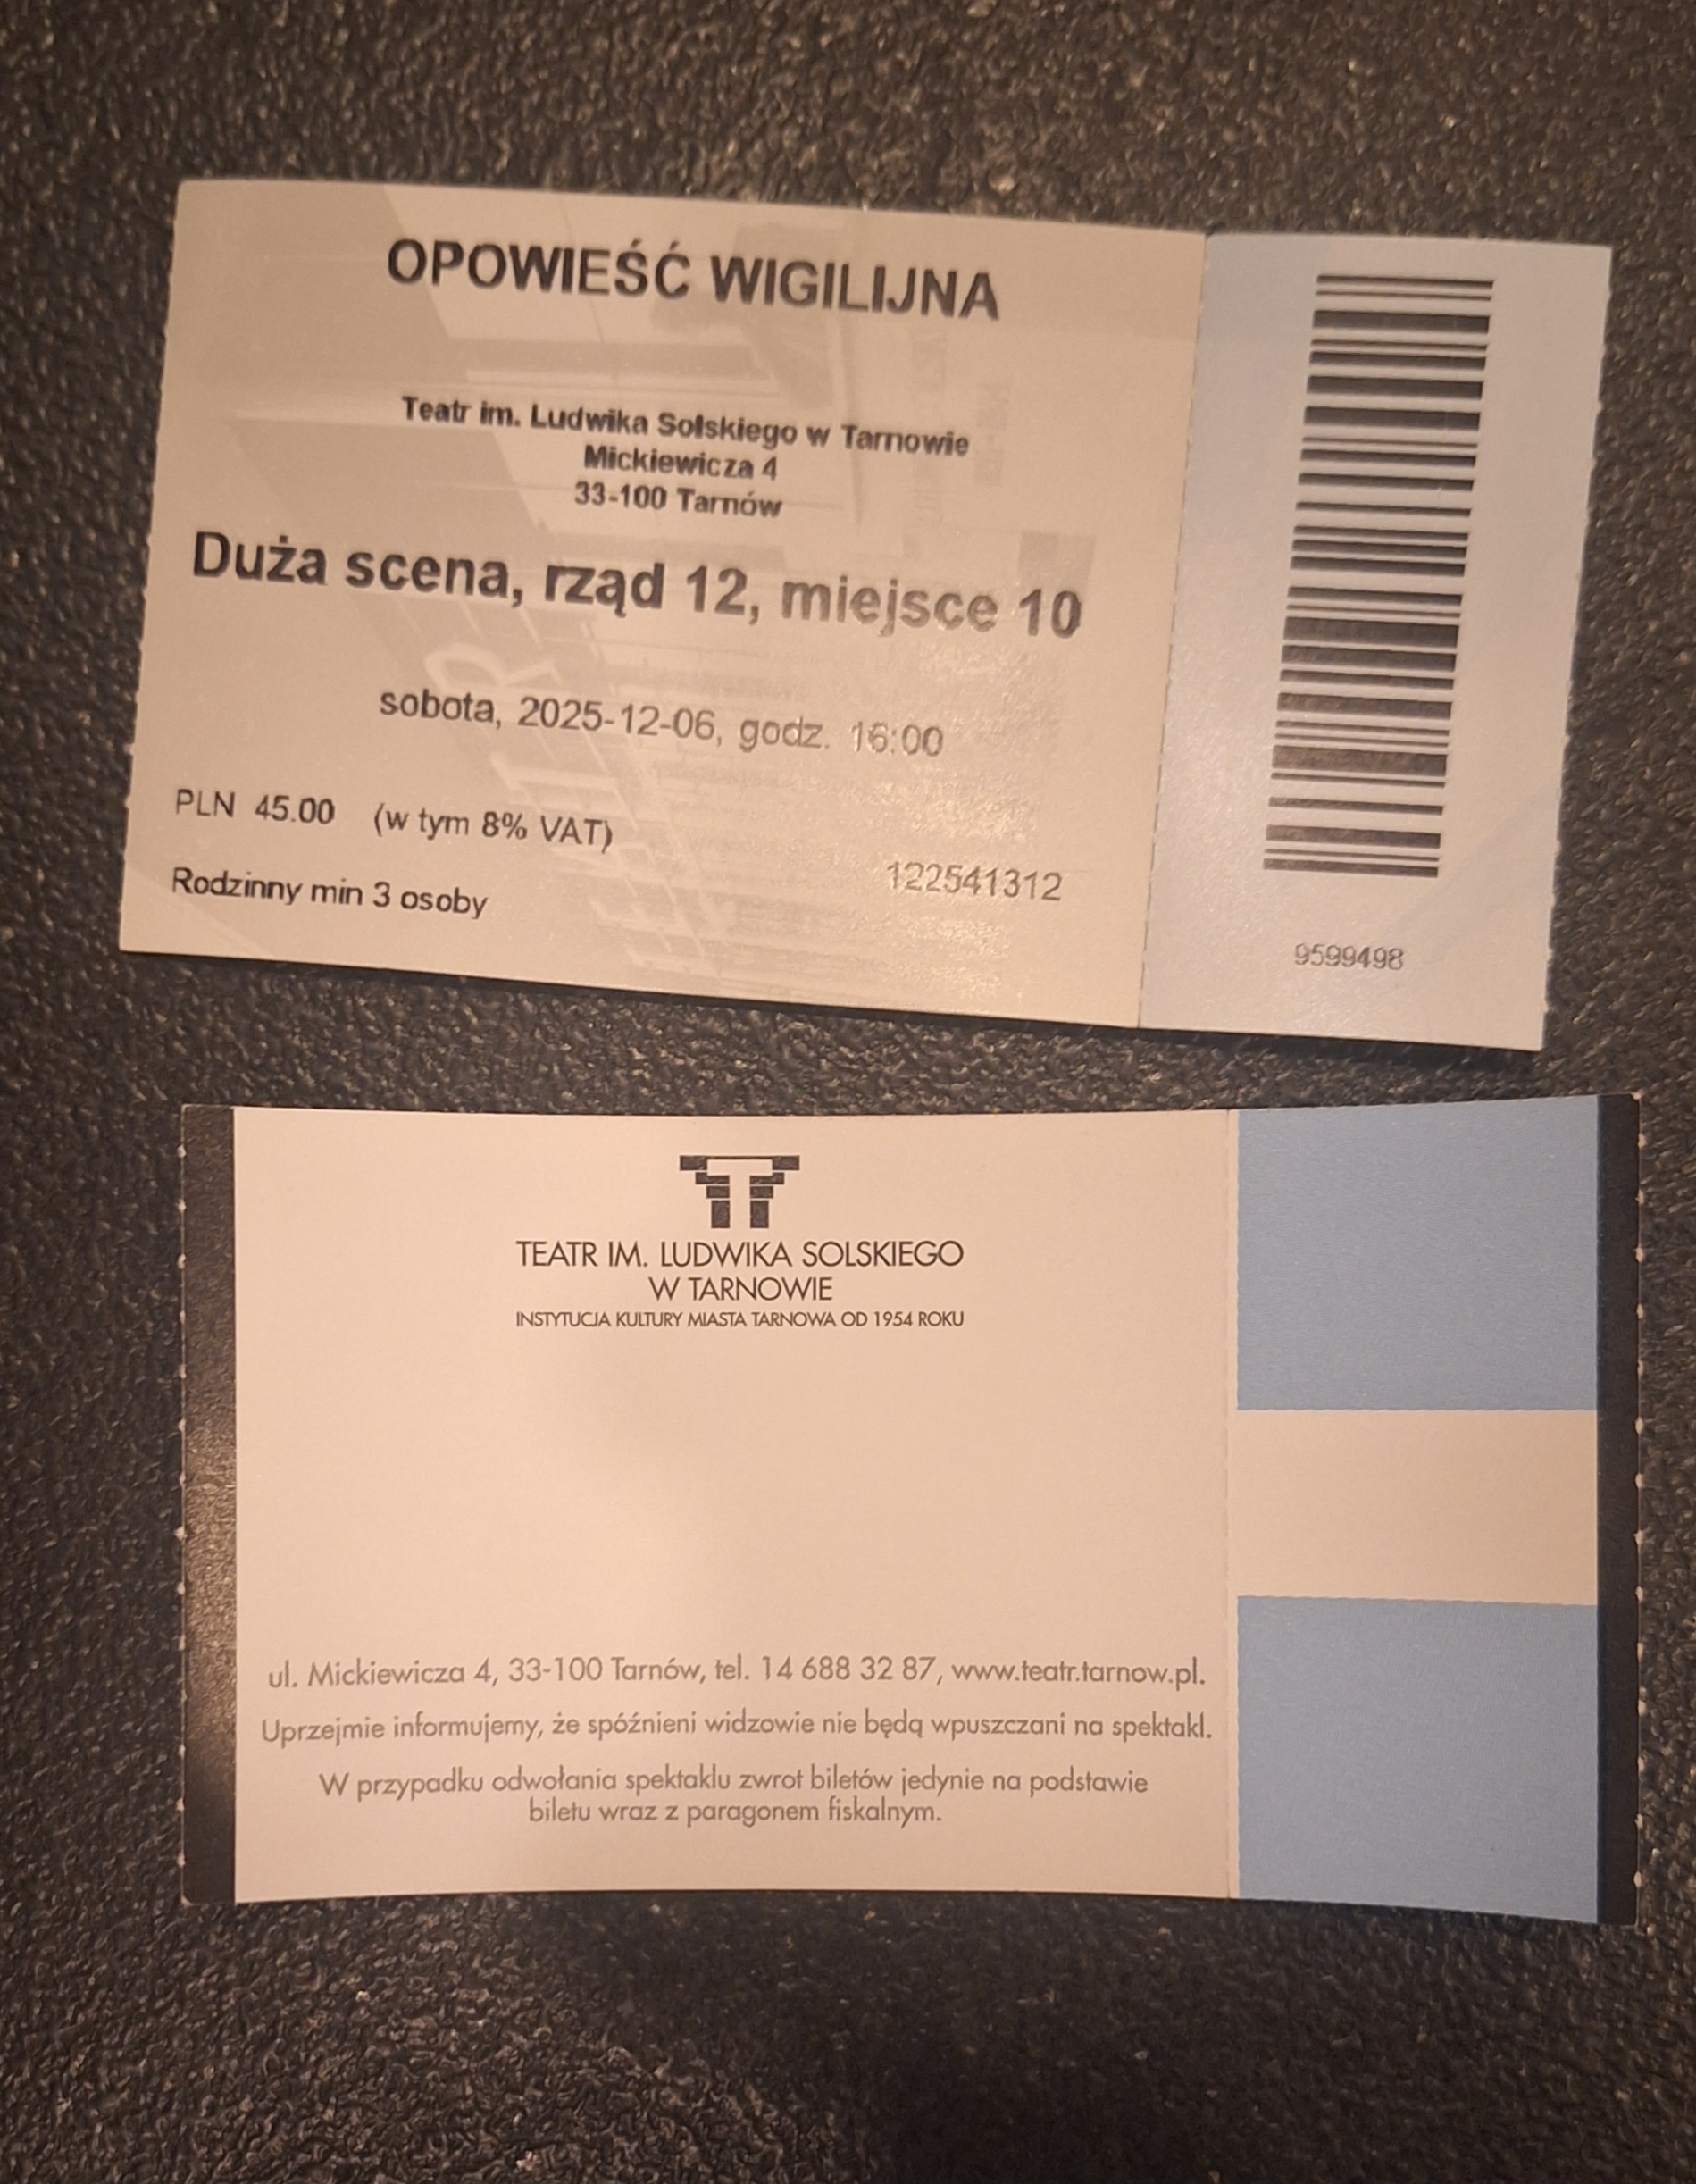 OPOWIEŚĆ WIGILIJNA
Teatr im. Ludwika Solskiego w Tarnowie
Mickiewicza 4
33-100 Tarnów
Duża scena, rząd 12, miejsce 10
sobota, 2025-12-06, godz. 16:00
PLN 45.00 (w tym 8% VAT)
Rodzinny min 3 osoby
122541312
9599498
TEATR IM. LUDWIKA SOLSKIEGO
W TARNOWIE
INSTYTUCJA KULTURY MIASTA TARNOWA OD 1954 ROKU
ul. Mickiewicza 4, 33-100 Tarnów, tel. 14 688 32 87, www.teatr.tarnow.pl.
Uprzejmie informujemy, że spóźnieni widzowie nie będą wpuszczani na spektakl.
W przypadku odwołania spektaklu zwrot biletów jedynie na podstawie
biletu wraz z paragonem fiskalnym.